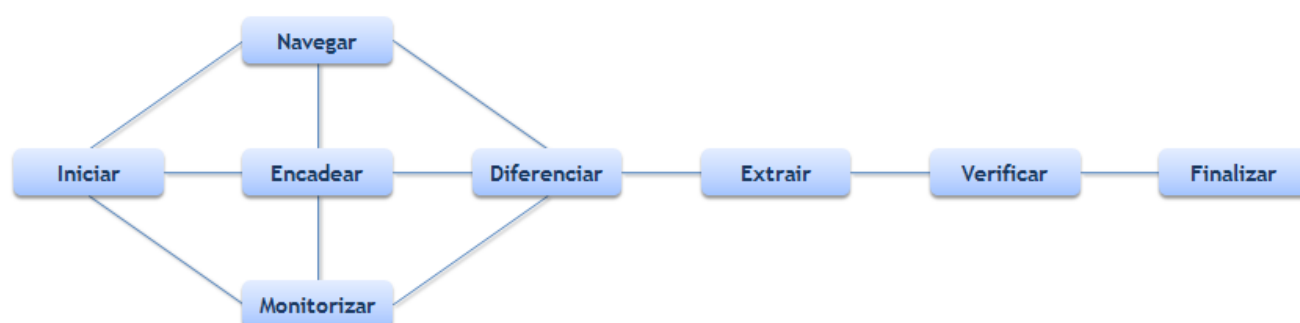 Navegar
Iniciar
Encadear
Diferenciar
Extrair
Verificar
Finalizar
Monitorizar